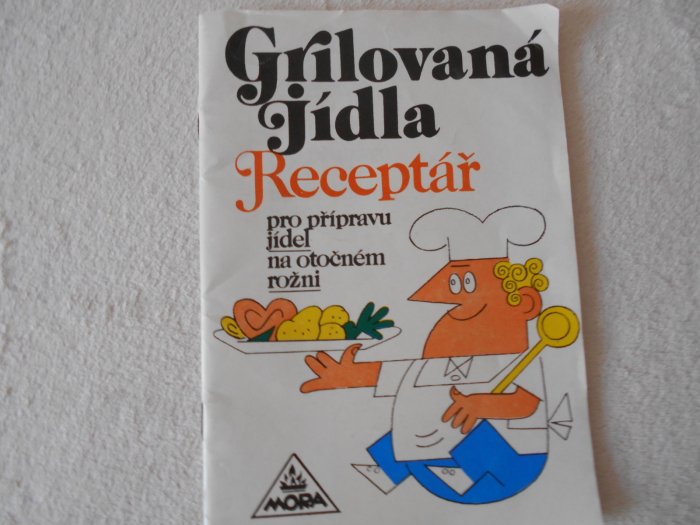 Grilovaná
jídla
Receptář
pro přípravu
jídel
na otočném
rožni
MORA